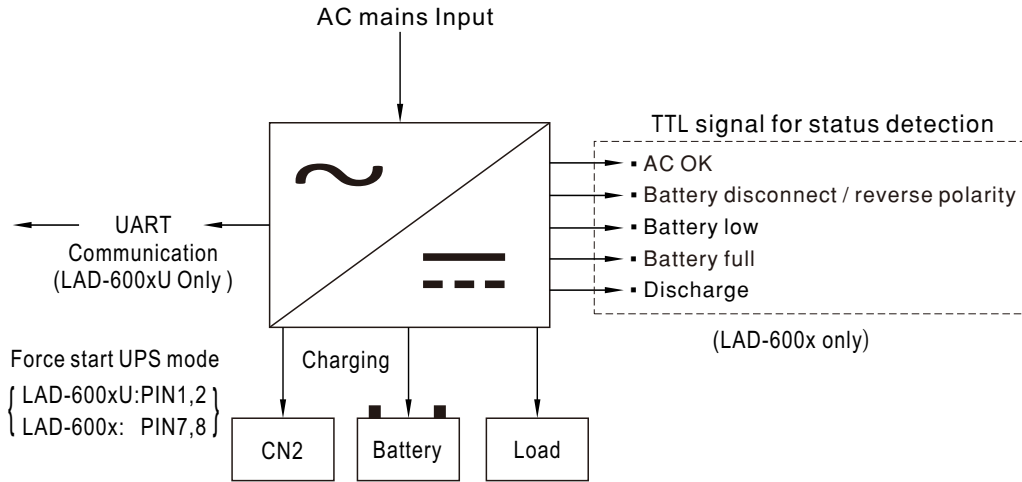 AC mains Input
TTL signal for status detection
▪ AC OK
▪ Battery disconnect / reverse polarity
▪ Battery low
▪ Battery full
▪ Discharge
(LAD-600x only)
UART
Communication
(LAD-600xU Only )
Force start UPS mode
{ LAD-600xU:PIN1,2 }
{ LAD-600x: PIN7,8 }
Charging
CN2
Battery
Load